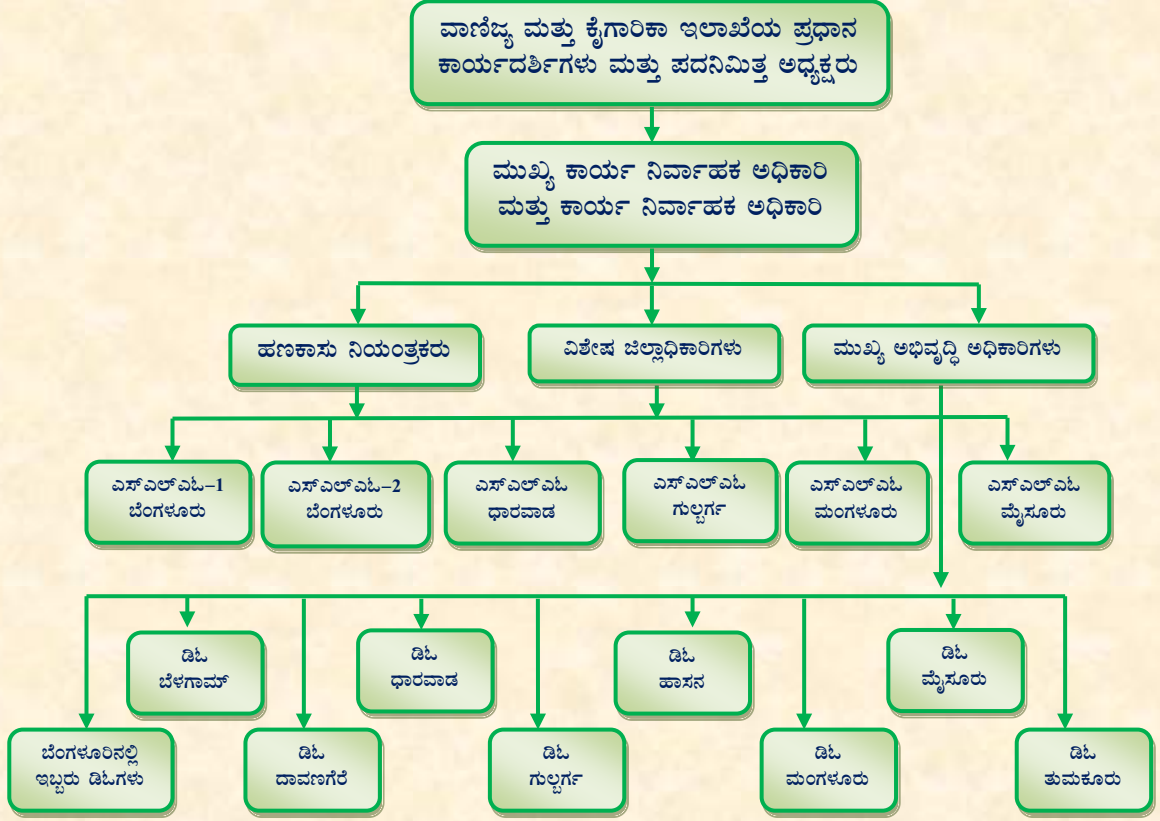 ವಾಣಿಜ್ಯ ಮತ್ತು ಕೈಗಾರಿಕಾ ಇಲಾಖೆಯ ಪ್ರಧಾನ
ಕಾರ್ಯದರ್ಶಿಗಳು ಮತ್ತು ಪದನಿಮಿತ್ತ ಅಧ್ಯಕ್ಷರು
ಮುಖ್ಯ ಕಾರ್ಯ ನಿರ್ವಾಹಕ ಅಧಿಕಾರಿ
ಮತ್ತು ಕಾರ್ಯ ನಿರ್ವಾಹಕ ಅಧಿಕಾರಿ
ಹಣಕಾಸು ನಿಯಂತ್ರಕರು
ವಿಶೇಷ ಜಿಲ್ಲಾಧಿಕಾರಿಗಳು
ಮುಖ್ಯ ಅಭಿವೃದ್ಧಿ ಅಧಿಕಾರಿಗಳು
ಎಸ್ಎಲ್ಎಓ–1
ಬೆಂಗಳೂರು
ಎಸ್ಎಲ್ಎಓ–2
ಬೆಂಗಳೂರು
ಎಸ್ಎಲ್ಎಓ
ಧಾರವಾಡ
ಎಸ್ಎಲ್ಎಓ
ಗುಲ್ಬರ್ಗ
ಎಸ್ಎಲ್ಎಓ
ಮಂಗಳೂರು
ಎಸ್ಎಲ್ಎಓ
ಮೈಸೂರು
ಡಿಓ
ಬೆಳಗಾಮ್
ಡಿಓ
ಧಾರವಾಡ
ಡಿಓ
ಹಾಸನ
ಡಿಓ
ಮೈಸೂರು
ಬೆಂಗಳೂರಿನಲ್ಲಿ
ಇಬ್ಬರು ಡಿಓಗಳು
ಡಿಓ
ದಾವಣಗೆರೆ
ಡಿಓ
ಗುಲ್ಬರ್ಗ
ಡಿಓ
ಮಂಗಳೂರು
ಡಿಓ
ತುಮಕೂರು